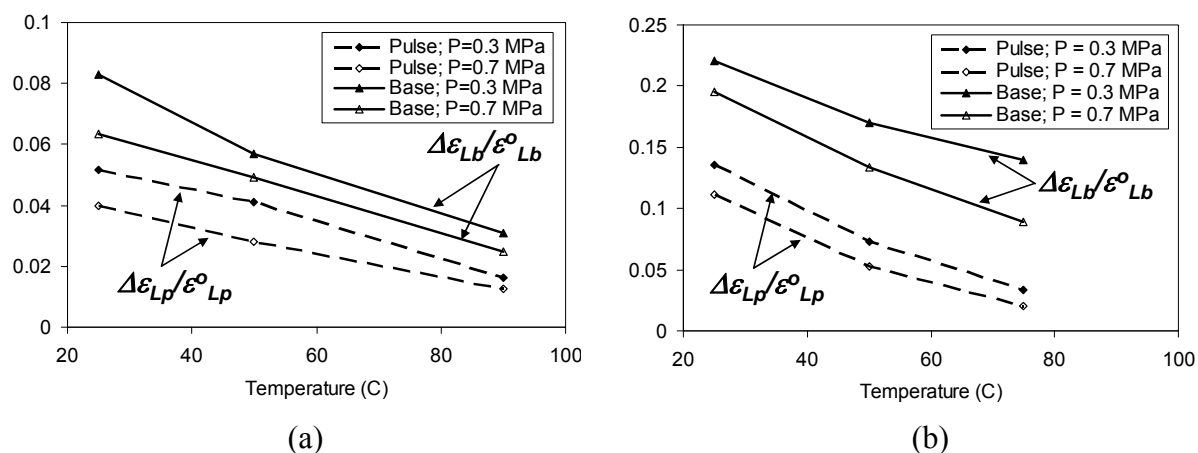 0.1
0.08
0.06
0.04
0.02
0
20
40
60
80
100
Temperature (C)
Pulse; P=0.3 MPa
Pulse; P=0.7 MPa
Base; P=0.3 MPa
Base; P=0.7 MPa
Δε_Lb/ε°_Lb
Δε_Lp/ε°_Lp
(a)
0.25
0.2
0.15
0.1
0.05
0
20
40
60
80
100
Temperature (C)
Pulse; P = 0.3 MPa
Pulse; P = 0.7 MPa
Base; P = 0.3 MPa
Base; P = 0.7 MPa
Δε_Lb/ε°_Lb
Δε_Lp/ε°_Lp
(b)